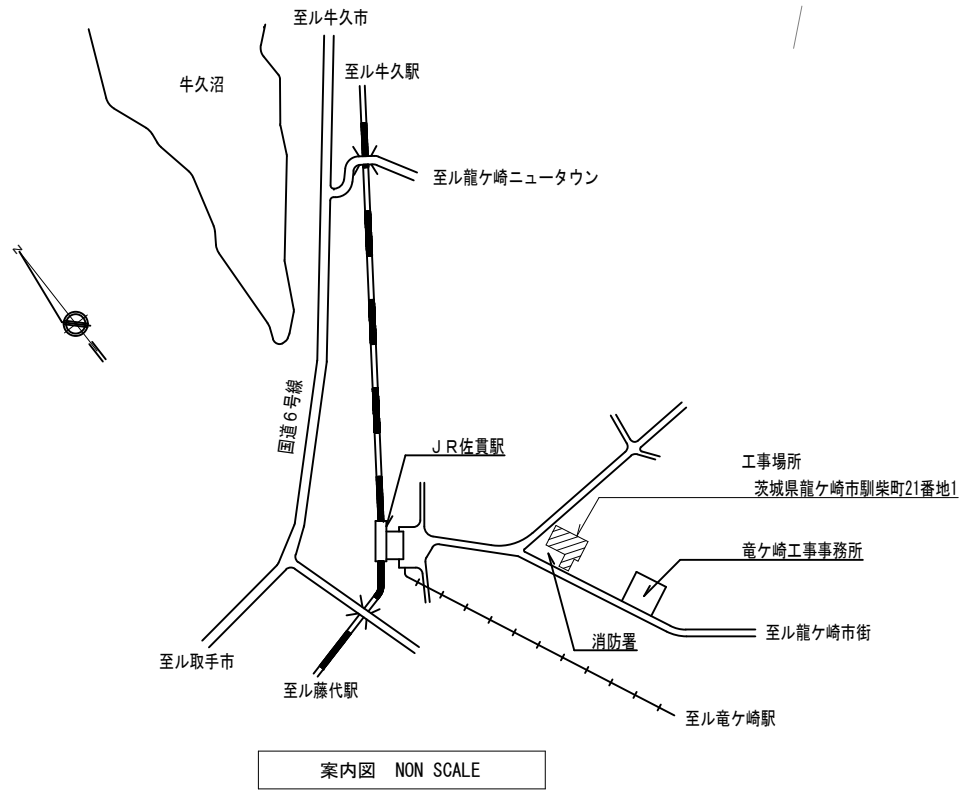 至ル牛久市
牛久沼
至ル牛久駅
至ル龍ケ崎ニュータウン
N
国道6号線
JR佐貫駅
工事場所
茨城県龍ケ崎市馴柴町21番地1
竜ケ崎工事事務所
至ル龍ケ崎市街
消防署
至ル取手市
至ル藤代駅
至ル竜ケ崎駅
案内図 NON SCALE